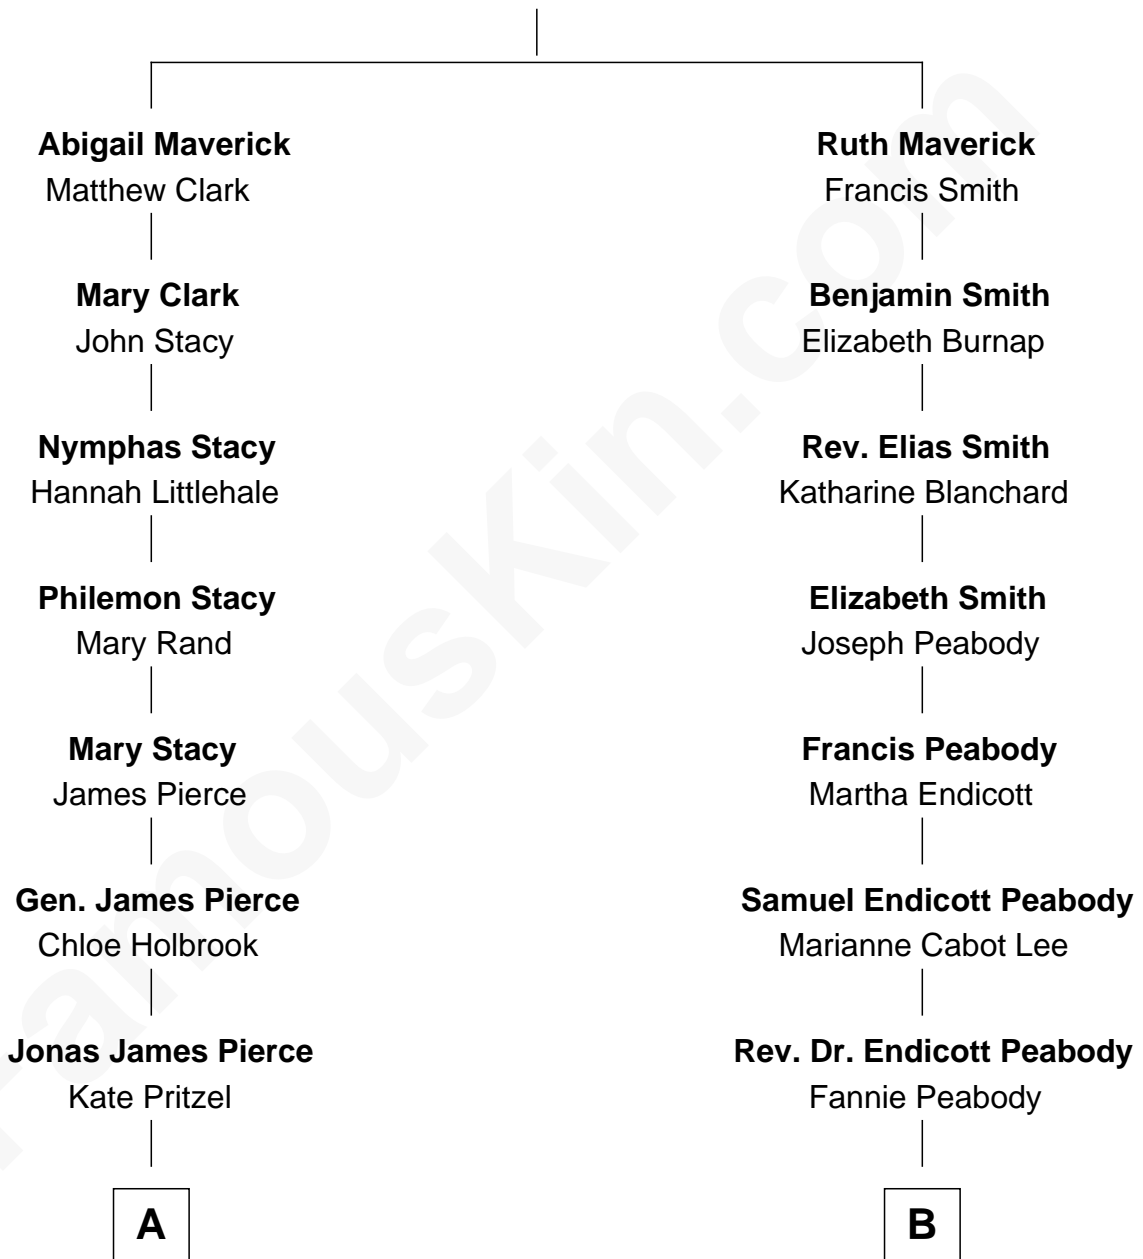 Abigail Maverick
Matthew Clark
Ruth Maverick
Francis Smith
Mary Clark
John Stacy
Benjamin Smith
Elizabeth Burnap
Nymphas Stacy
Hannah Littlehale
Rev. Elias Smith
Katharine Blanchard
Philemon Stacy
Mary Rand
Elizabeth Smith
Joseph Peabody
Mary Stacy
James Pierce
Francis Peabody
Martha Endicott
Gen. James Pierce
Chloe Holbrook
Samuel Endicott Peabody
Marianne Cabot Lee
Jonas James Pierce
Kate Pritzel
Rev. Dr. Endicott Peabody
Fannie Peabody
A
B
FamousKin.com